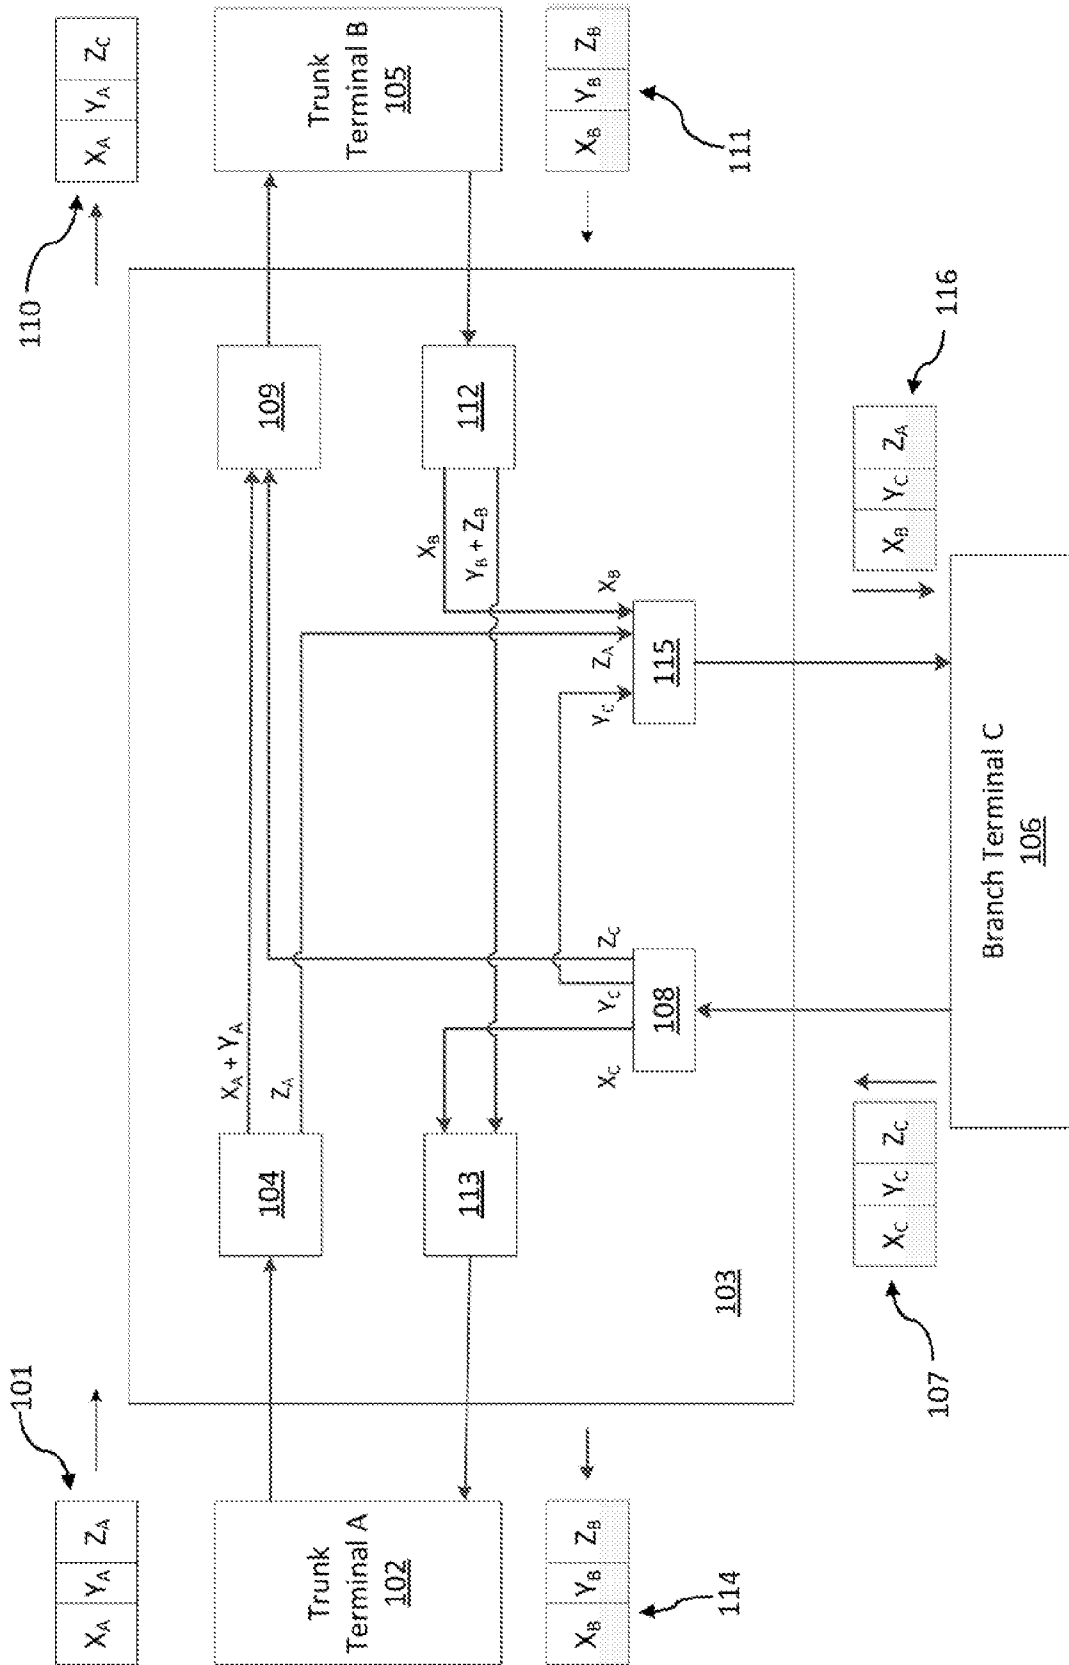 101
X_A Y_A Z_A
110
X_A Y_A Z_C
Trunk
Terminal A
102
104
X_A + Y_A
Z_A
109
Trunk
Terminal B
105
113
X_B
Y_B + Z_B
112
X_B Y_B Z_B
114
X_B Y_B Z_B
111
103
X_C
Y_C
Z_C
108
Y_C
Z_A
X_B
115
X_C Y_C Z_C
107
X_B Y_C Z_A
116
Branch Terminal C
106